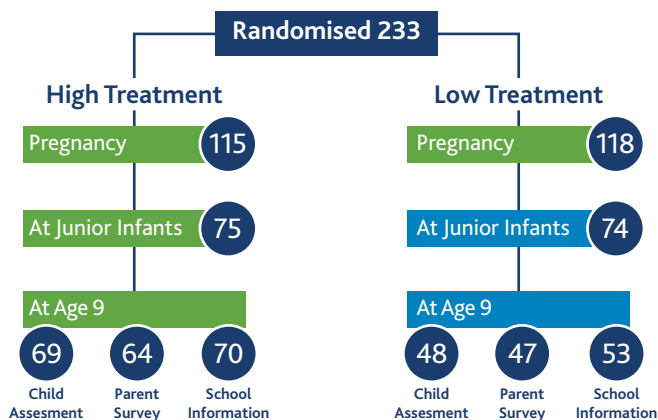 Randomised 233
High Treatment
Pregnancy 115
At Junior Infants 75
At Age 9
69 64 70
Child Parent School
Assesment Survey Information
Low Treatment
Pregnancy 118
At Junior Infants 74
At Age 9
48 47 53
Child Parent School
Assesment Survey Information